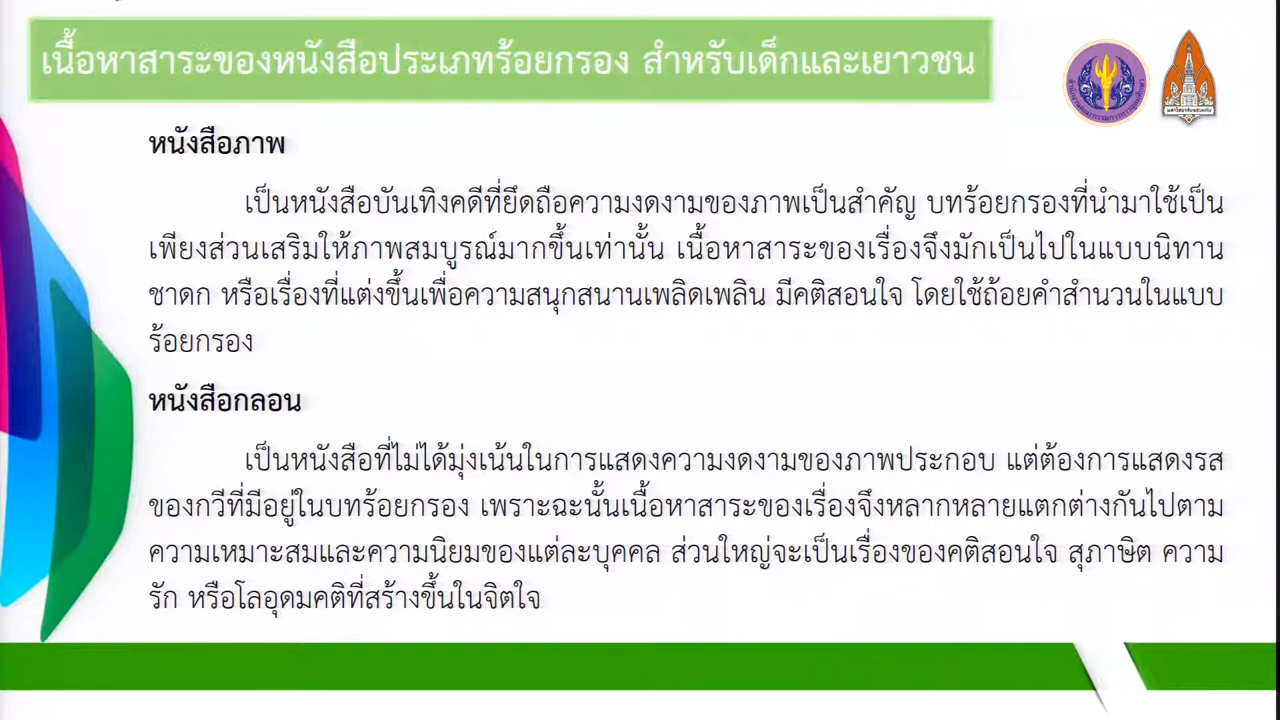 เนื้อหาสาระของหนังสือประเภทร้อยกรอง สำหรับเด็กและเยาวชน
หนังสือภาพ
เป็นหนังสือบันเทิงคดีที่ยึดถือความงดงามของภาพเป็นสำคัญ บทร้อยกรองที่นำมาใช้เป็น
เพียงส่วนเสริมให้ภาพสมบูรณ์มากขึ้นเท่านั้น เนื้อหาสาระของเรื่องจึงมักเป็นไปในแบบนิทาน
ชาดก หรือเรื่องที่แต่งขึ้นเพื่อความสนุกสนานเพลิดเพลิน มีคติสอนใจ โดยใช้ถ้อยคำสำนวนในแบบ
ร้อยกรอง
หนังสือกลอน
เป็นหนังสือที่ไม่ได้มุ่งเน้นในการแสดงความงดงามของภาพประกอบ แต่ต้องการแสดงรส
ของกวีที่มีอยู่ในบทร้อยกรอง เพราะฉะนั้นเนื้อหาสาระของเรื่องจึงหลากหลายแตกต่างกันไปตาม
ความเหมาะสมและความนิยมของแต่ละบุคคล ส่วนใหญ่จะเป็นเรื่องของคติสอนใจ สุภาษิต ความ
รัก หรือโลอุดมคติที่สร้างขึ้นในจิตใจ
มหาวิทยาลัยขอนแก่น